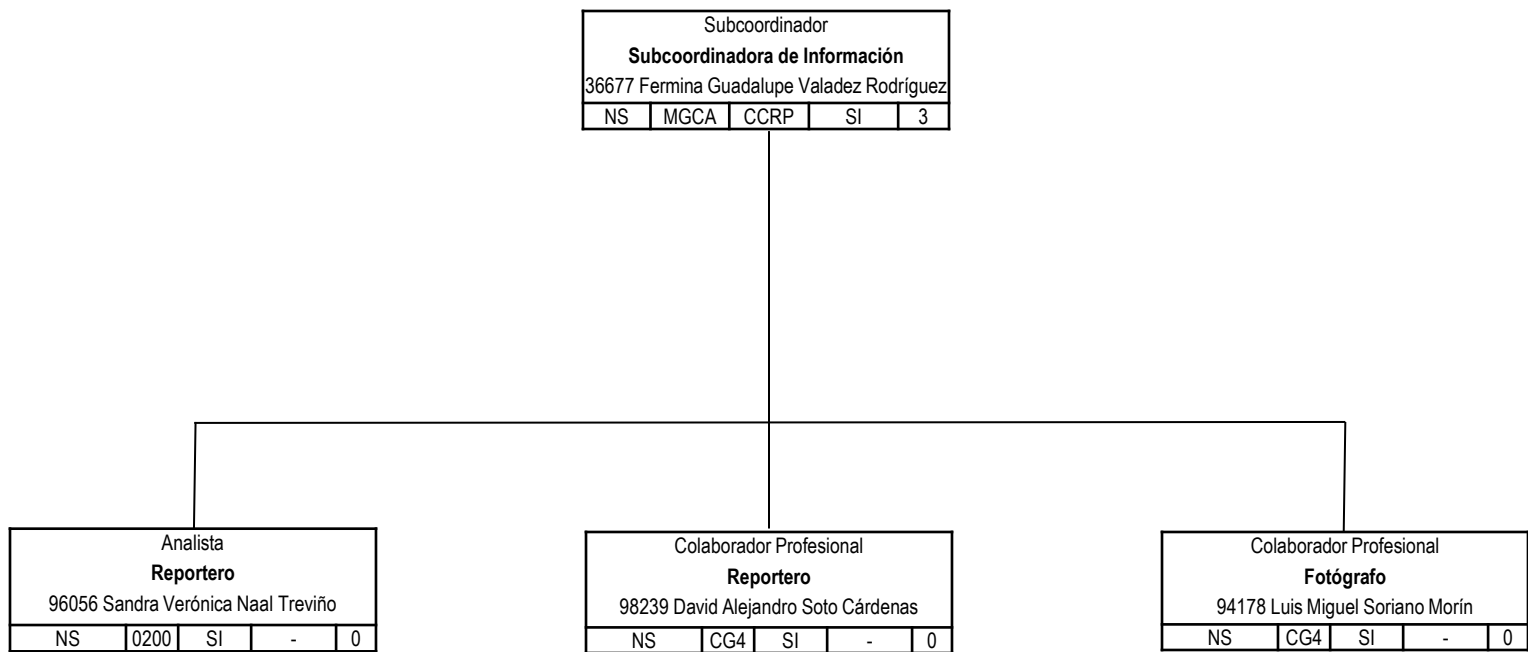 Subcoordinador
Subcoordinadora de Información
36677 Fermina Guadalupe Valadez Rodríguez
NS MGCA CCRP SI 3
Analista
Reportero
96056 Sandra Verónica Naal Treviño
NS 0200 SI - 0
Colaborador Profesional
Reportero
98239 David Alejandro Soto Cárdenas
NS CG4 SI - 0
Colaborador Profesional
Fotógrafo
94178 Luis Miguel Soriano Morín
NS CG4 SI - 0